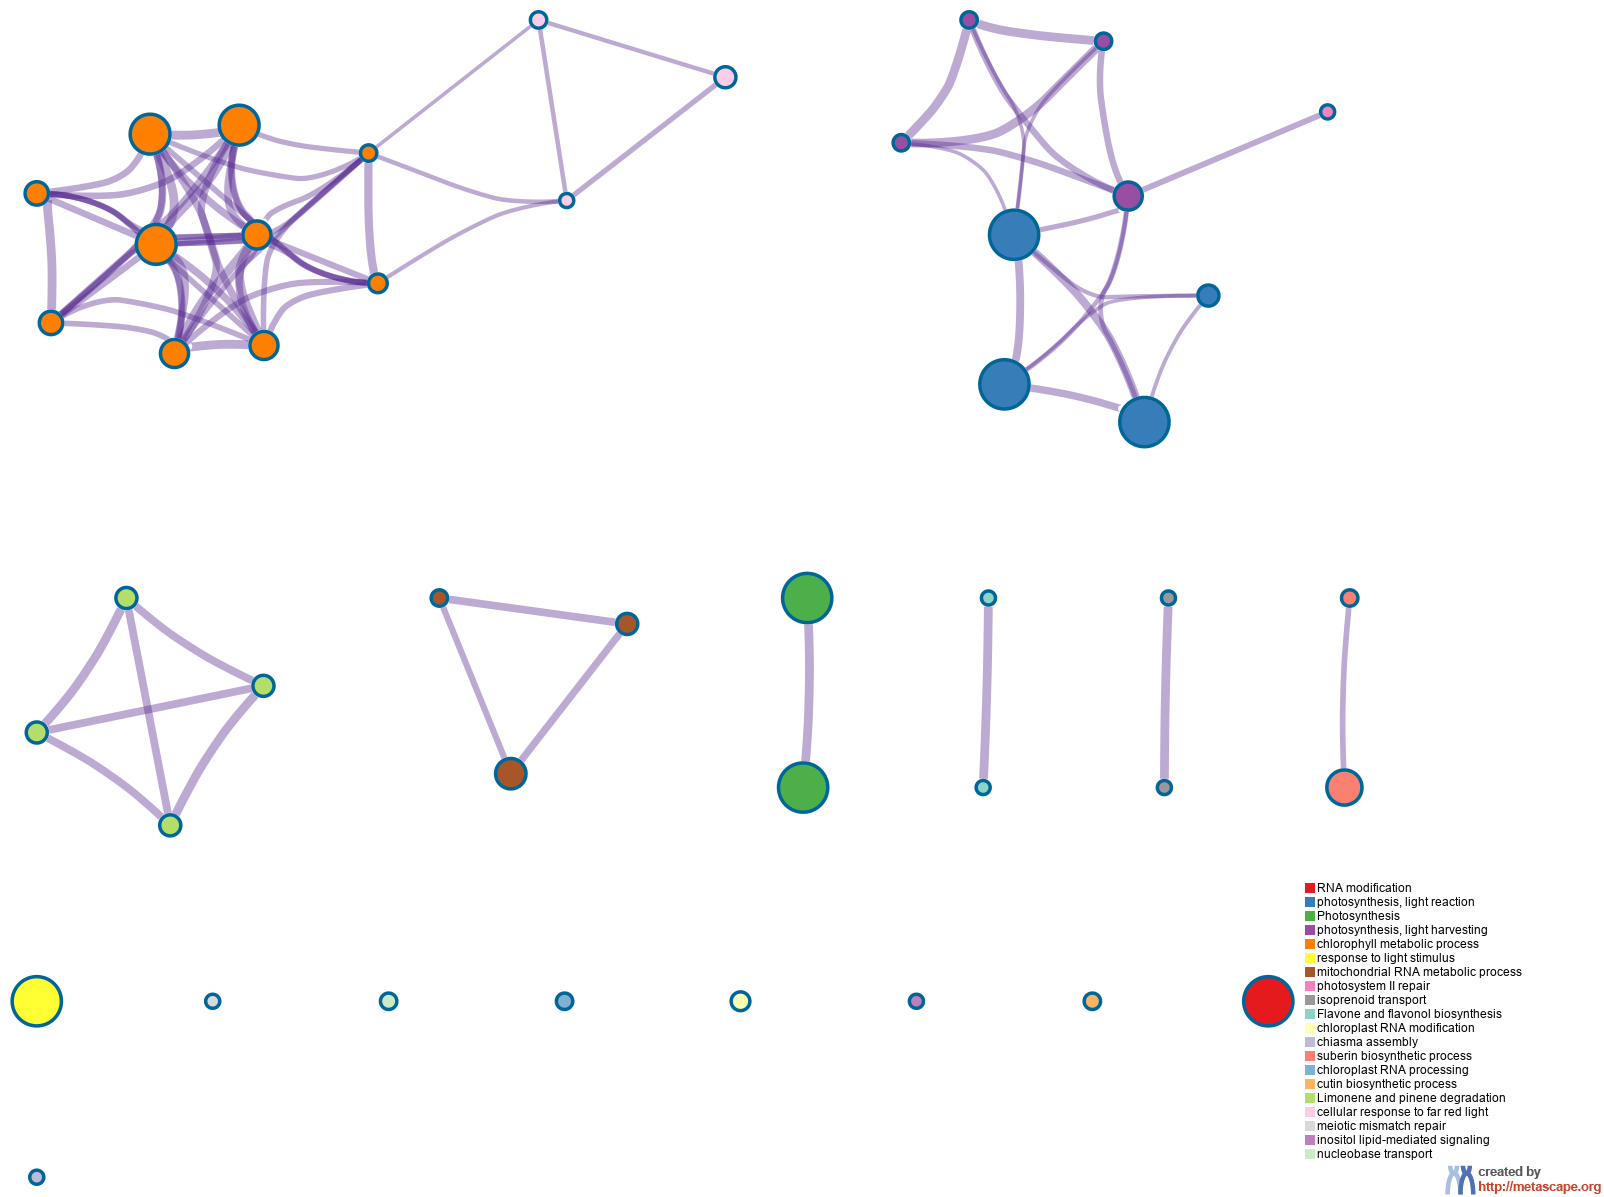 RNA modification
photosynthesis, light reaction
Photosynthesis
photosynthesis, light harvesting
chlorophyll metabolic process
response to light stimulus
mitochondrial RNA metabolic process
photosystem II repair
isoprenoid transport
Flavone and flavonol biosynthesis
chloroplast RNA modification
chiasma assembly
suberin biosynthetic process
chloroplast RNA processing
cutin biosynthetic process
Limonene and pinene degradation
cellular response to far red light
meiotic mismatch repair
inositol lipid-mediated signaling
nucleobase transport
created by
http://metascape.org